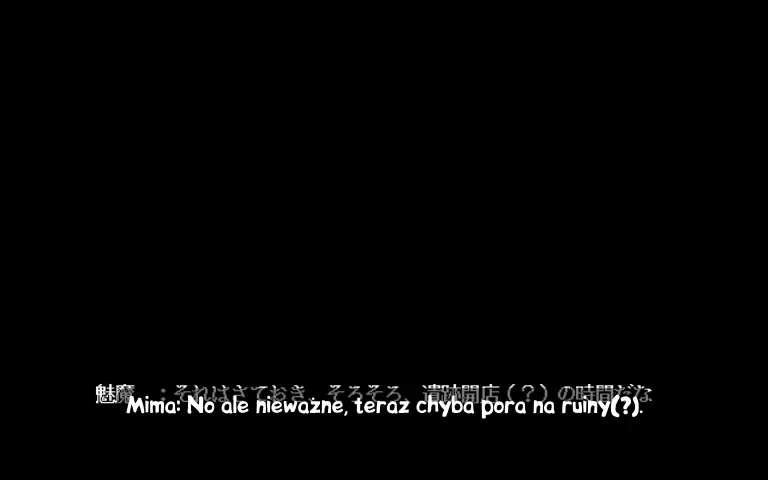 魅魔　：それはさておき、そろそろ、遺跡開店（？）の時間だな
Mima: No ale nieważne, teraz chyba pora na ruiny(?).